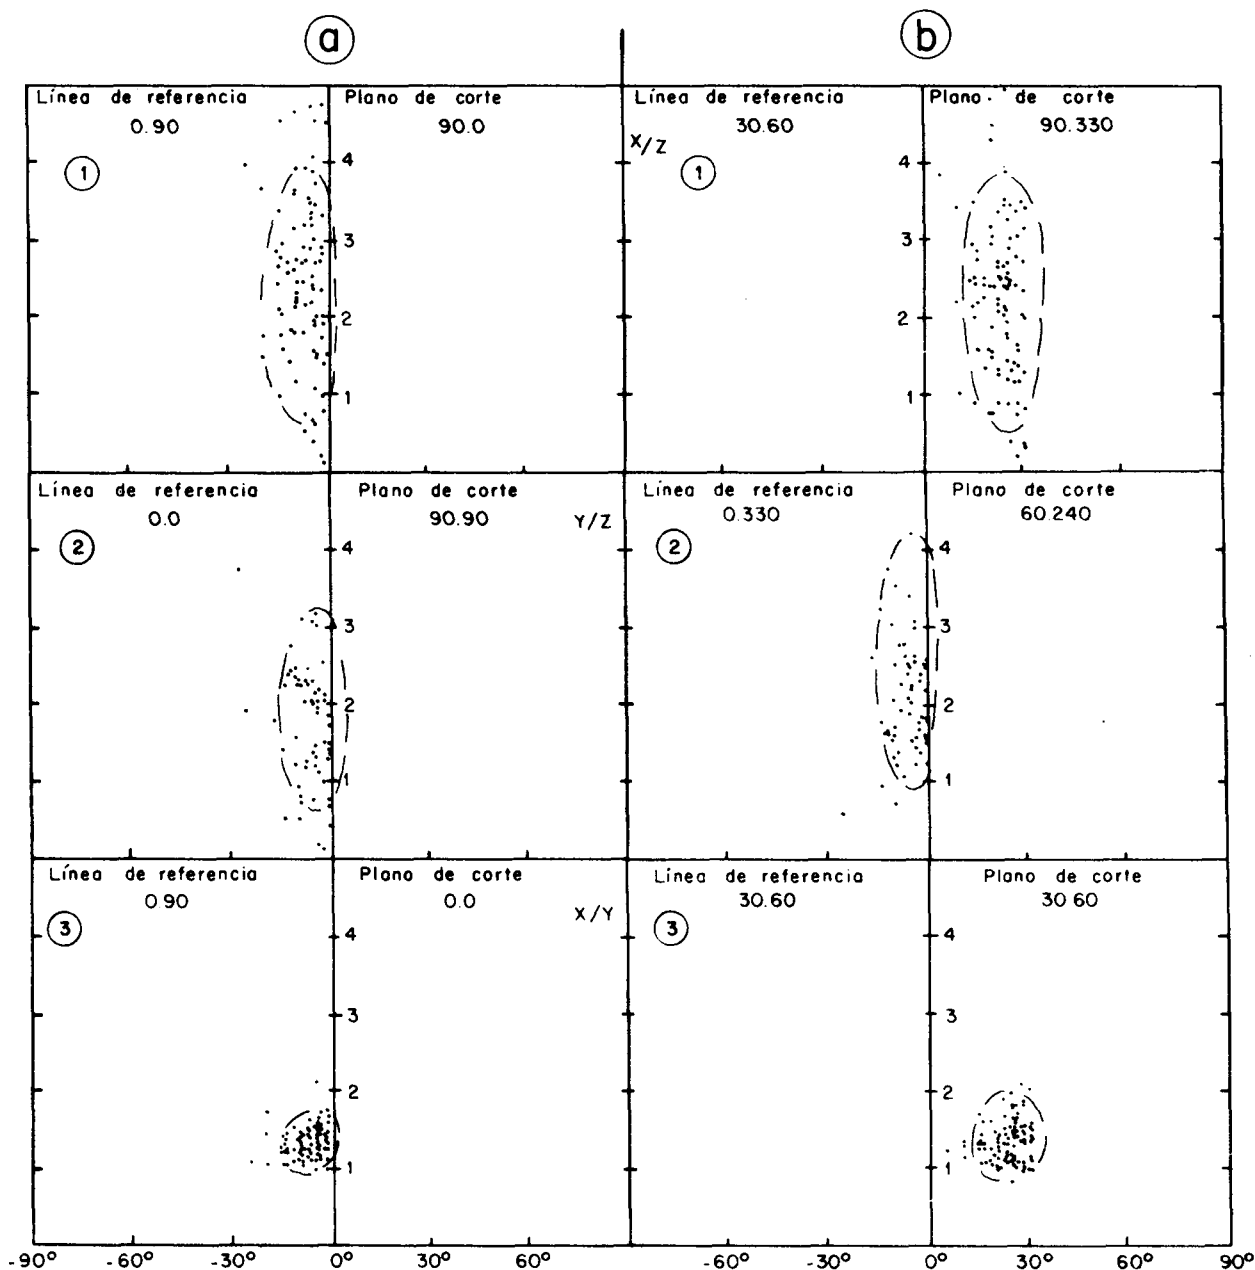 a b
Línea de referencia Plano de corte Línea de referencia Plano de corte
0.90 90.0 30.60 90.330
X/Z
1 1
4 4
3 3
2 2
1 1
Línea de referencia Plano de corte Línea de referencia Plano de corte
0.0 90.90 Y/Z 0.330 60.240
2 2
4 4
3 3
2 2
1 1
Línea de referencia Plano de corte Línea de referencia Plano de corte
0.90 0.0 X/Y 30.60 30 60
3 3
4 4
3 3
2 2
1 1
-90° -60° -30° 0° 30° 60° -60° -30° 0° 30° 60° 90°